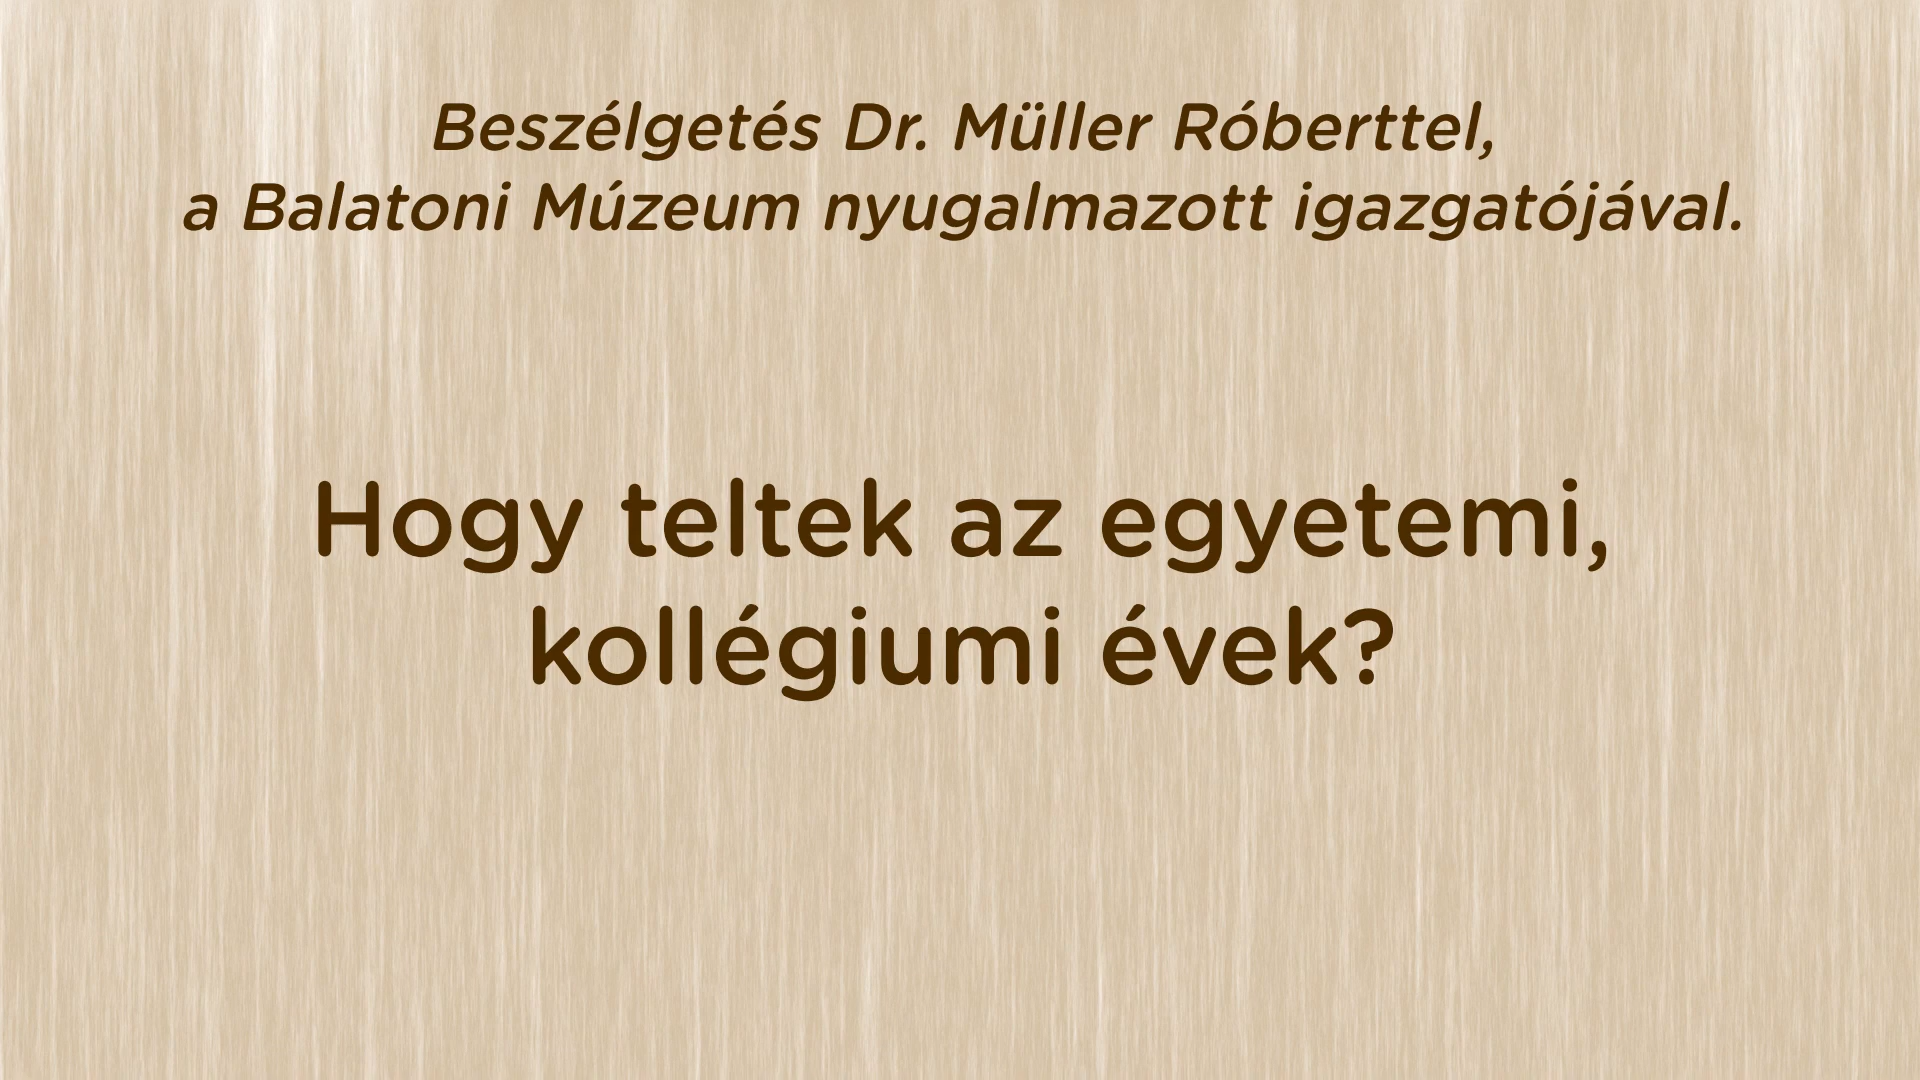 Beszélgetés Dr. Müller Róberttel,
a Balatoni Múzeum nyugalmazott igazgatójával.
Hogy teltek az egyetemi,
kollégiumi évek?